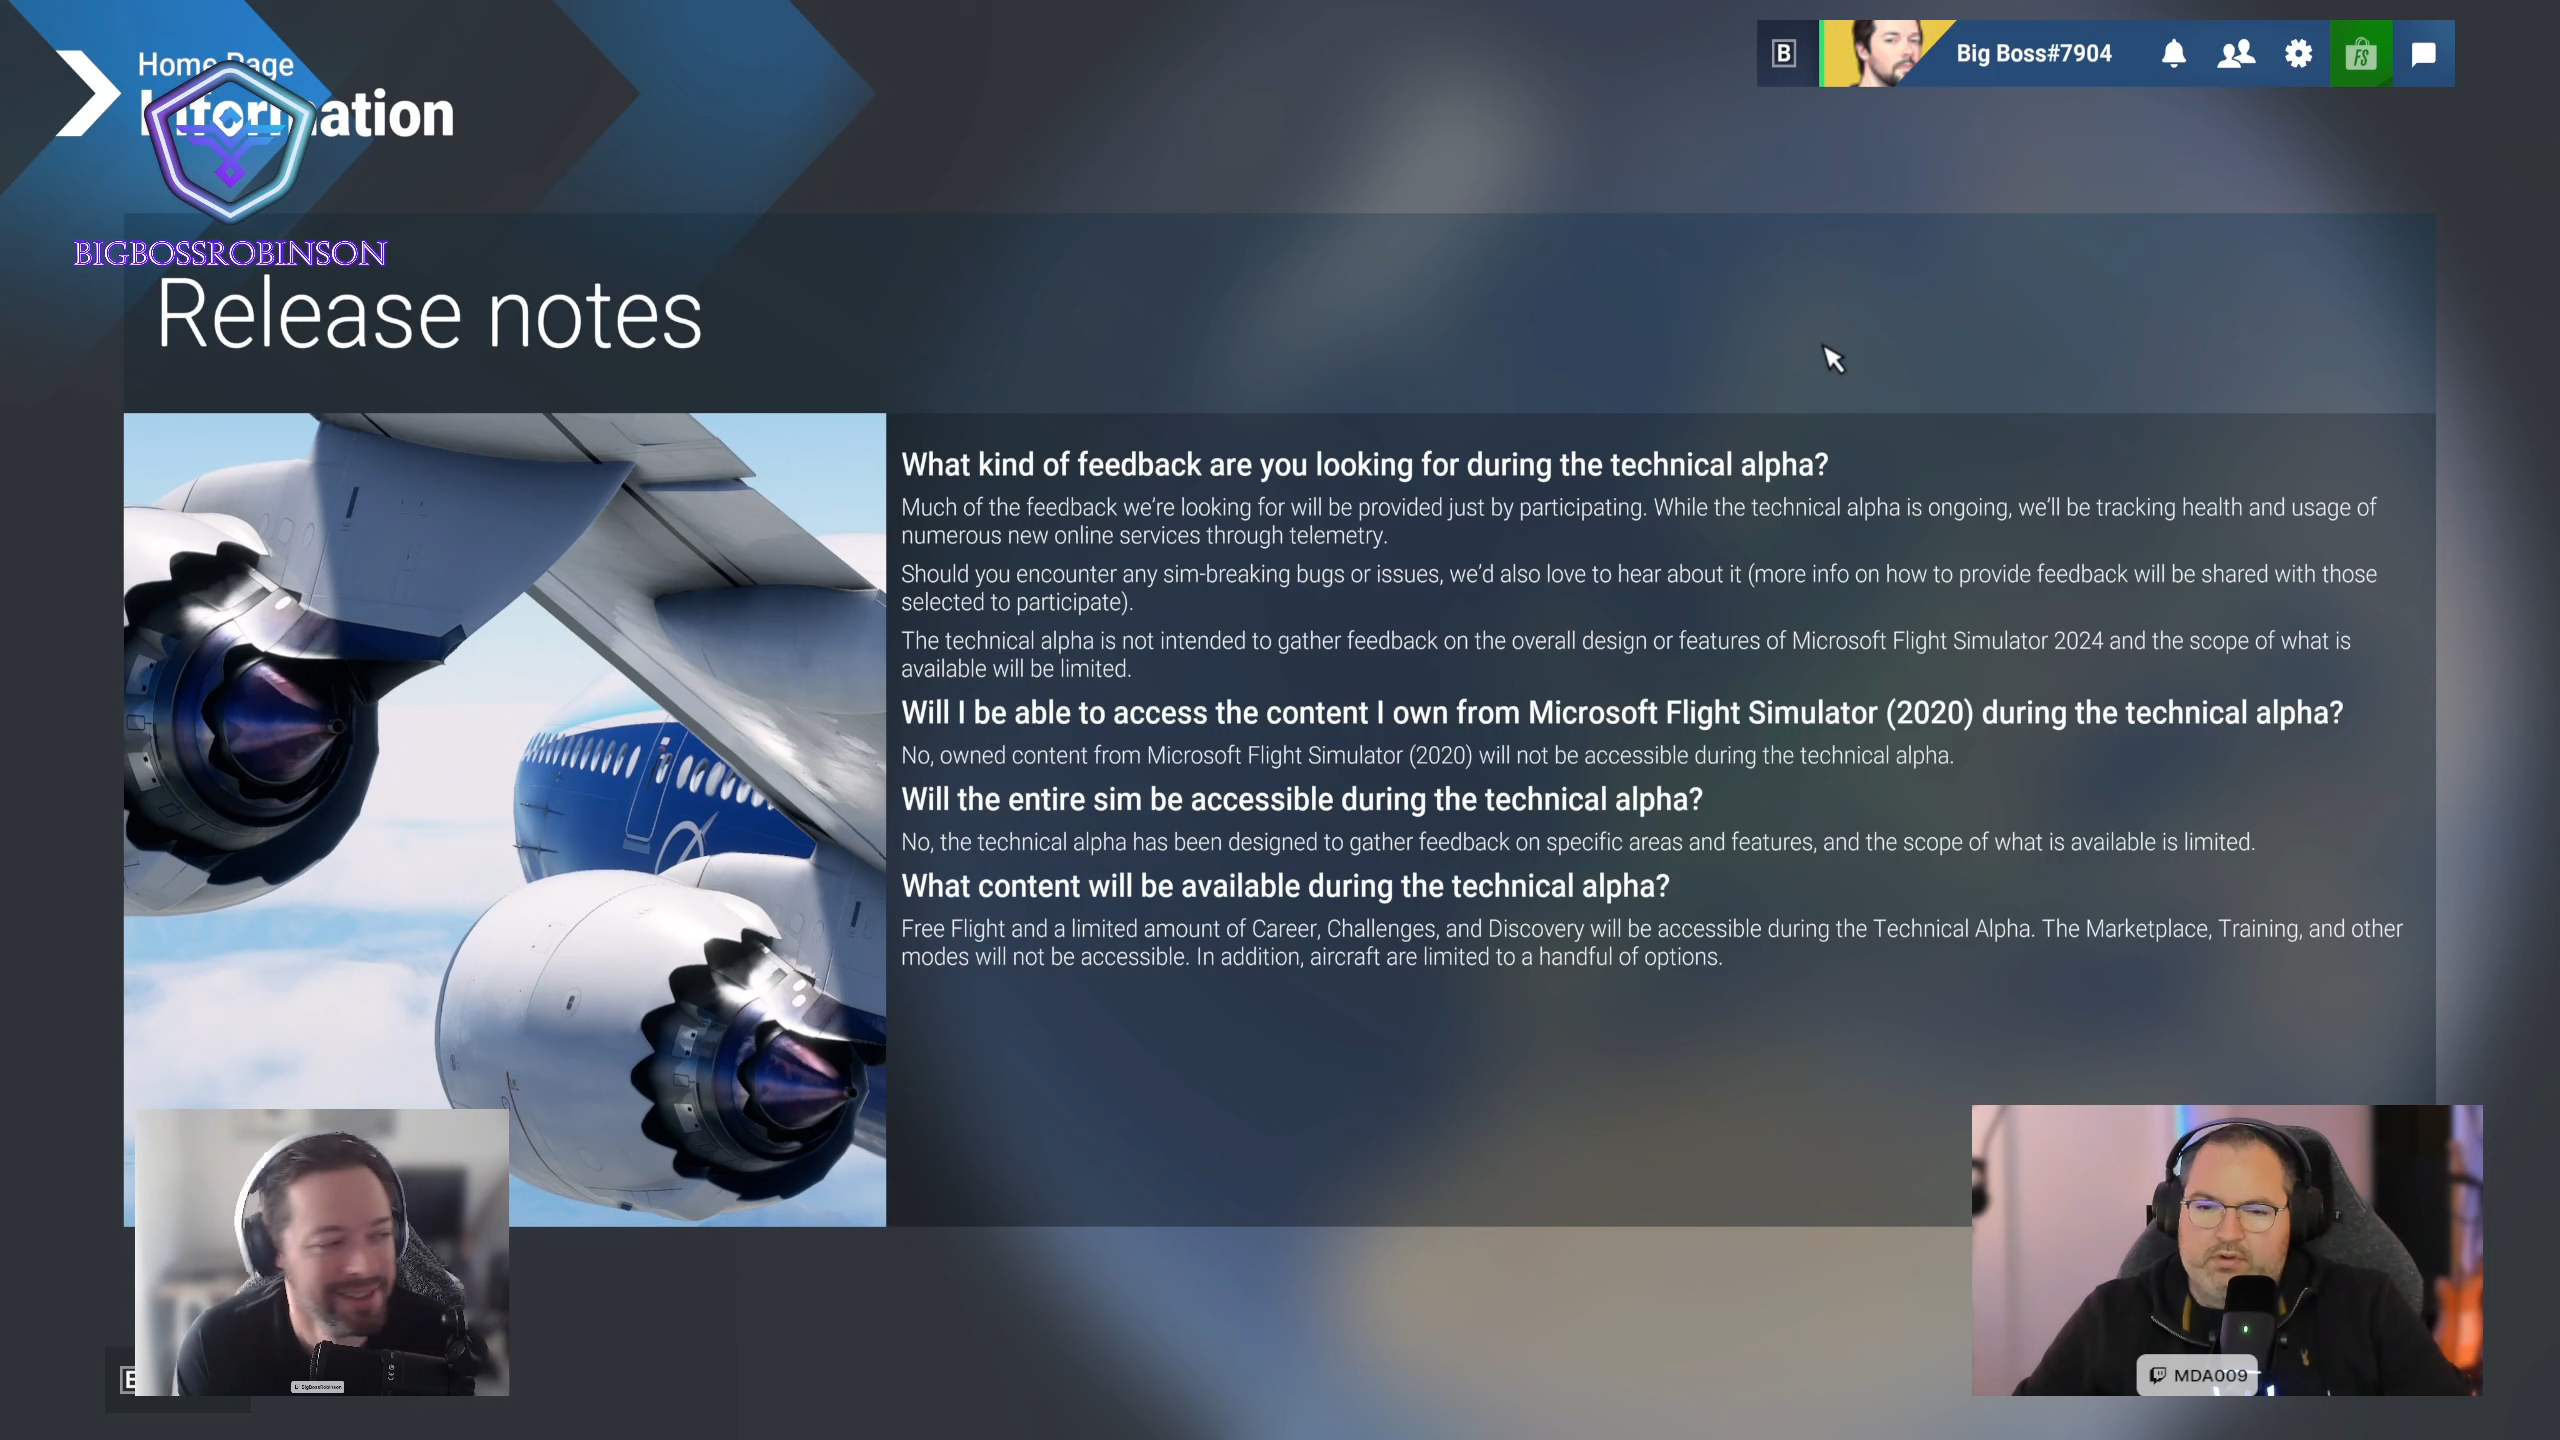 Home Page
Information
BIGBOSSROBINSON
B
Big Boss#7904
FS
Release notes
What kind of feedback are you looking for during the technical alpha?
Much of the feedback we're looking for will be provided just by participating. While the technical alpha is ongoing, we'll be tracking health and usage of
numerous new online services through telemetry.
Should you encounter any sim-breaking bugs or issues, we'd also love to hear about it (more info on how to provide feedback will be shared with those
selected to participate).
The technical alpha is not intended to gather feedback on the overall design or features of Microsoft Flight Simulator 2024 and the scope of what is
available will be limited.
Will I be able to access the content I own from Microsoft Flight Simulator (2020) during the technical alpha?
No, owned content from Microsoft Flight Simulator (2020) will not be accessible during the technical alpha.
Will the entire sim be accessible during the technical alpha?
No, the technical alpha has been designed to gather feedback on specific areas and features, and the scope of what is available is limited.
What content will be available during the technical alpha?
Free Flight and a limited amount of Career, Challenges, and Discovery will be accessible during the Technical Alpha. The Marketplace, Training, and other
modes will not be accessible. In addition, aircraft are limited to a handful of options.
BigBossRobinson
MDA009